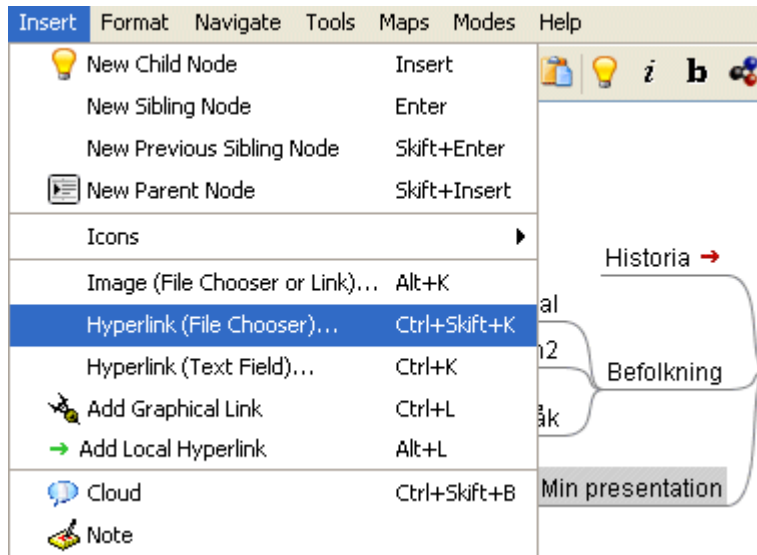 Insert Format Navigate Tools Maps Modes Help
New Child Node Insert
New Sibling Node Enter
New Previous Sibling Node Skift+Enter
New Parent Node Skift+Insert
Icons
Image (File Chooser or Link)... Alt+K
Hyperlink (File Chooser)... Ctrl+Skift+K
Hyperlink (Text Field)... Ctrl+K
Add Graphical Link Ctrl+L
Add Local Hyperlink Alt+L
Cloud Ctrl+Skift+B
Note
i b
Historia
al
n2
Befolkning
åk
Min presentation